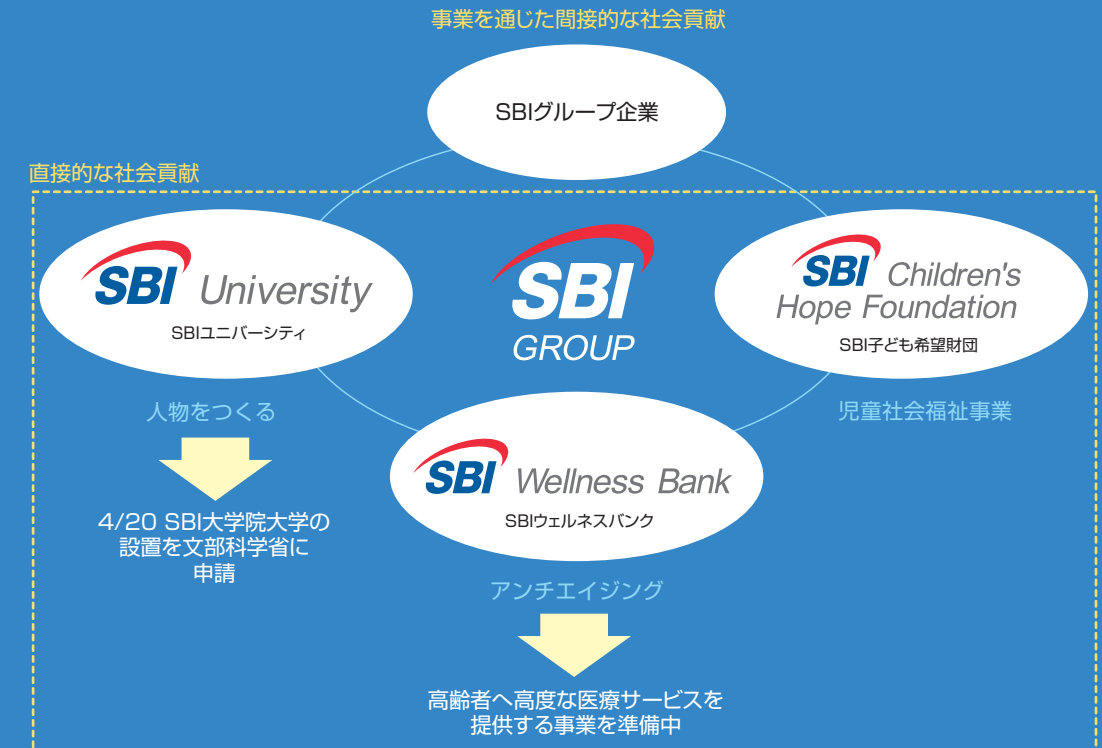 事業を通じた間接的な社会貢献
SBIグループ企業
直接的な社会貢献
SBI University
SBIユニバーシティ
人物をつくる
4/20 SBI大学院大学の
設置を文部科学省に
申請
SBI
GROUP
SBI Children's
Hope Foundation
SBI子ども希望財団
児童社会福祉事業
SBI Wellness Bank
SBIウェルネスバンク
アンチエイジング
高齢者へ高度な医療サービスを
提供する事業を準備中